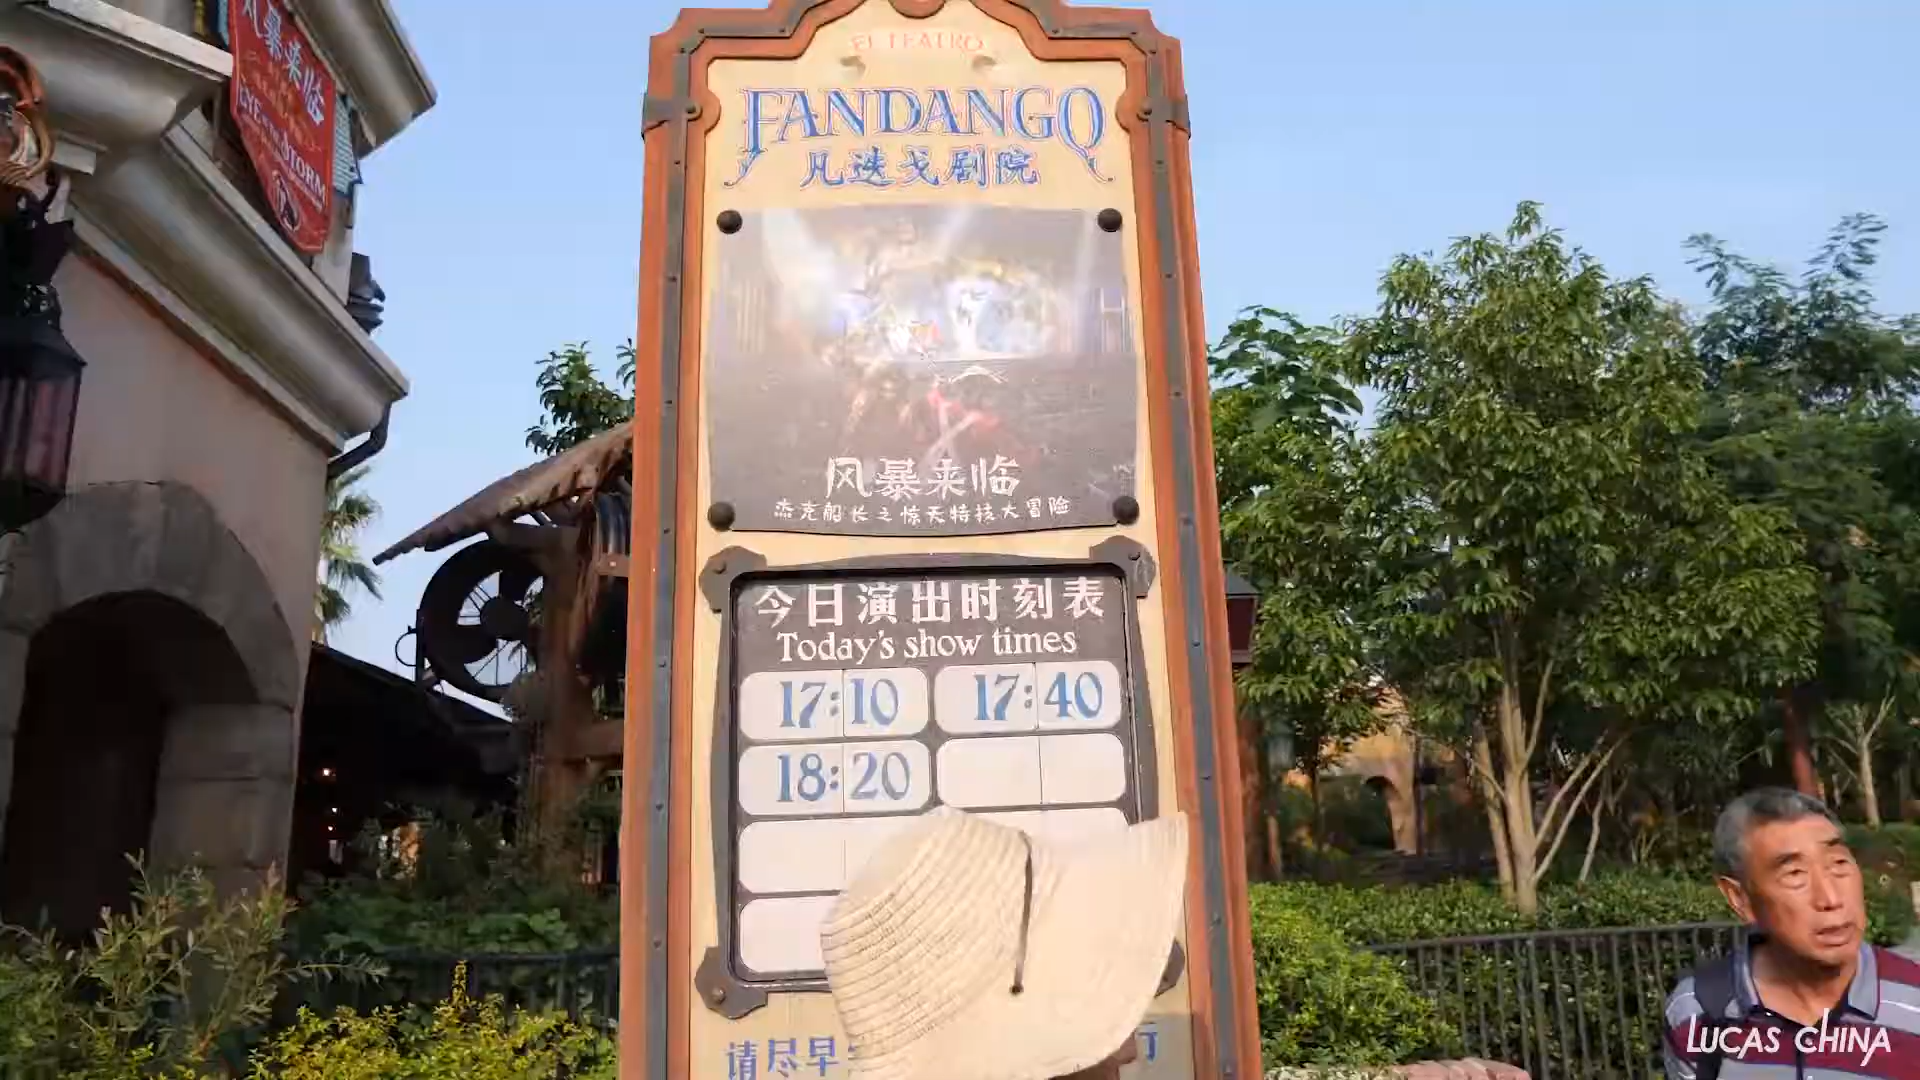 风暴来临
EYE OF THE STORM
EL TEATRO
FANDANGO
凡迭戈剧院
风暴来临
杰克船长之惊天特技大冒险
今日演出时刻表
Today's show times
17:10 17:40
18:20
请尽早
行
LUCAS CHINA